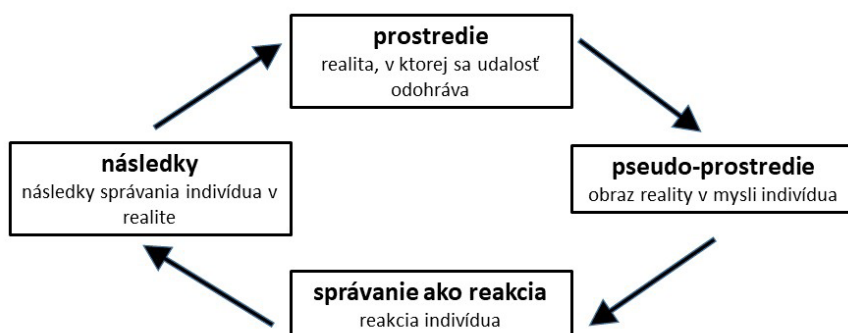 prostredie
realita, v ktorej sa udalosť
odohráva
následky
následky správania indivídua v
realite
pseudo-prostredie
obraz reality v mysli indivídua
správanie ako reakcia
reakcia indivídua